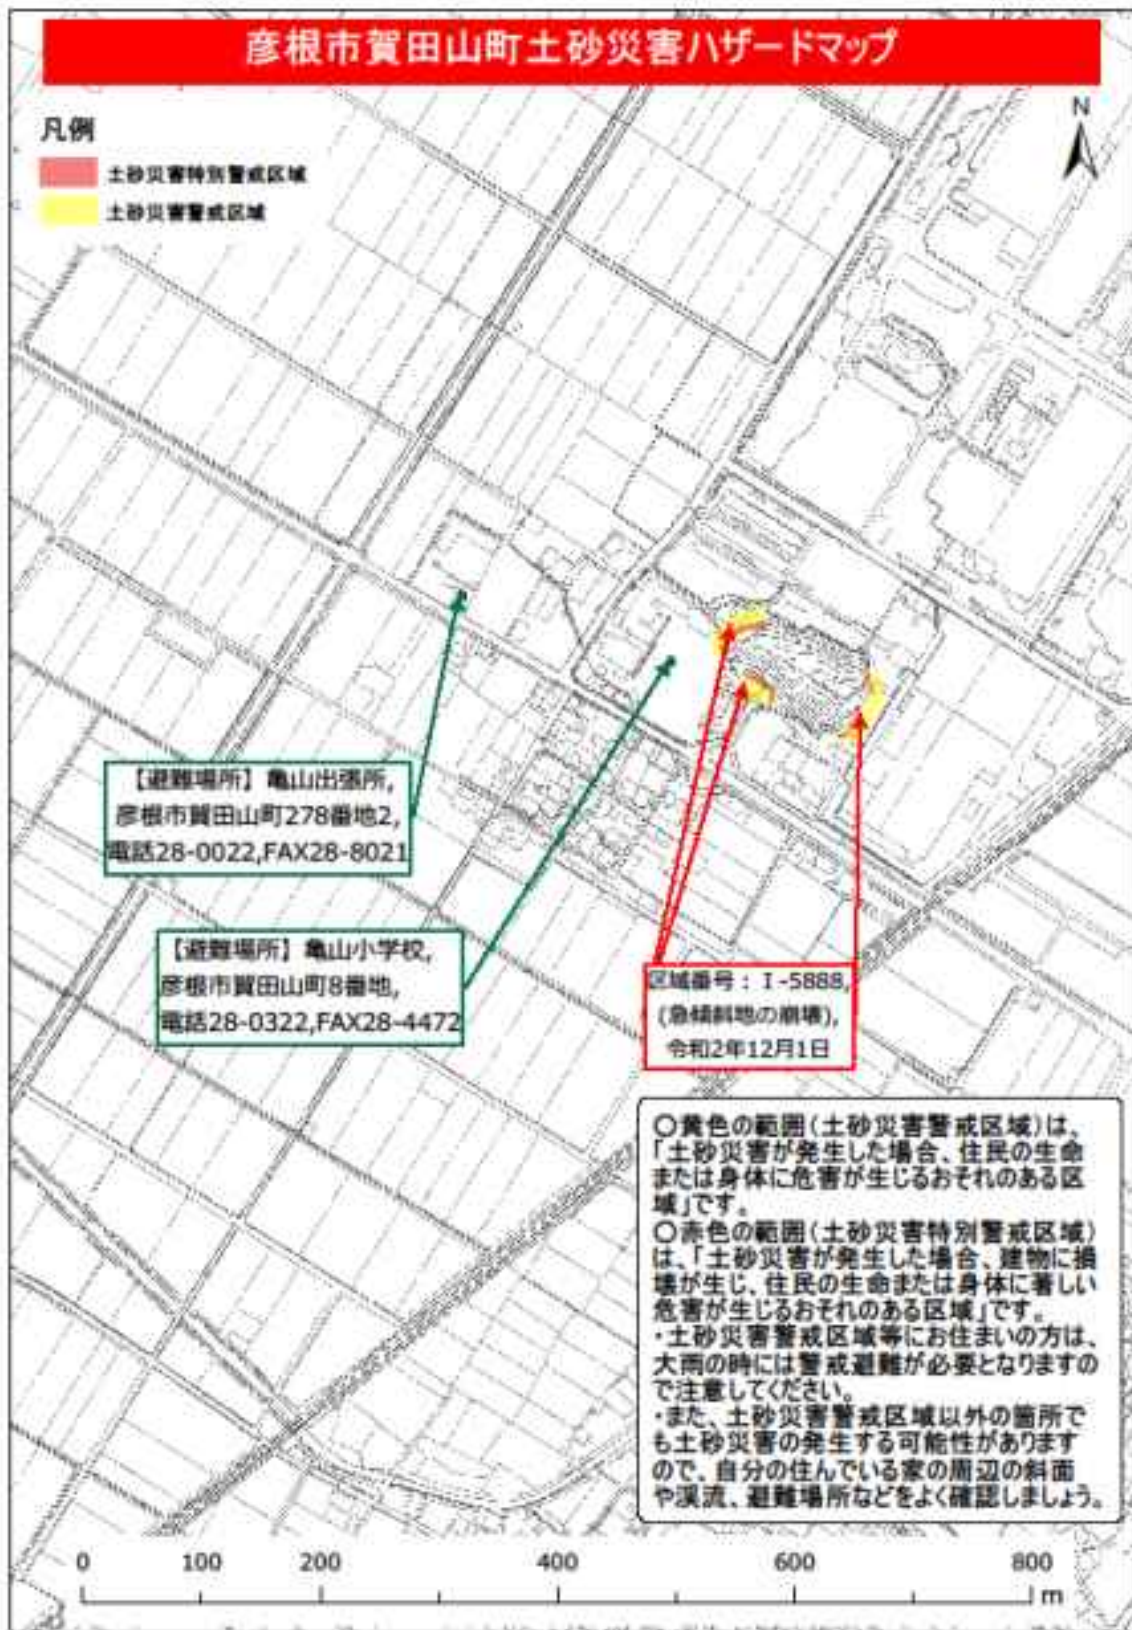 彦根市賀田山町土砂災害ハザードマップ
N
凡例
土砂災害特別警戒区域
土砂災害警戒区域
【避難場所】亀山出張所,
彦根市賀田山町278番地2,
電話28-0022,FAX28-8021
【避難場所】亀山小学校,
彦根市賀田山町8番地,
電話28-0322,FAX28-4472
区域番号：Ⅰ-5888,
(急傾斜地の崩壊),
令和2年12月1日
○黄色の範囲(土砂災害警戒区域)は、
「土砂災害が発生した場合、住民の生命
または身体に危害が生じるおそれのある区
域」です。
○赤色の範囲(土砂災害特別警戒区域)
は、「土砂災害が発生した場合、建物に損
壊が生じ、住民の生命または身体に著しい
危害が生じるおそれのある区域」です。
・土砂災害警戒区域等にお住まいの方は、
大雨の時には警戒避難が必要となりますの
で注意してください。
・また、土砂災害警戒区域以外の箇所で
も土砂災害の発生する可能性があります
ので、自分の住んでいる家の周辺の斜面
や渓流、避難場所などをよく確認しましょう。
0 100 200 400 600 800
m